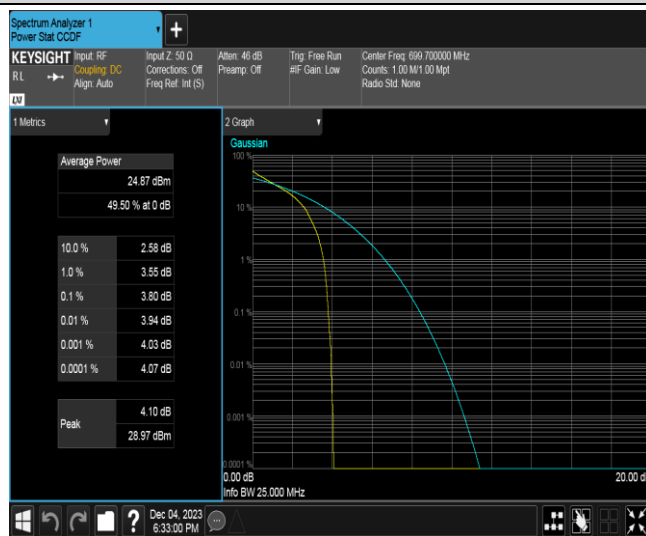 Spectrum Analyzer 1
Power Stat CCDF
+
KEYSIGHT
RL
LXI
Input: RF
Coupling: DC
Align: Auto
Input Z: 50 Ω
Corrections: Off
Freq Ref: Int (S)
Atten: 46 dB
Preamp: Off
Trig: Free Run
#IF Gain: Low
Center Freq: 699.700000 MHz
Counts: 1.00 M/1.00 Mpt
Radio Std: None
1 Metrics
Average Power
24.87 dBm
49.50 % at 0 dB
10.0 % 2.58 dB
1.0 % 3.55 dB
0.1 % 3.80 dB
0.01 % 3.94 dB
0.001 % 4.03 dB
0.0001 % 4.07 dB
Peak
4.10 dB
28.97 dBm
2 Graph
Gaussian
100 %
10 %
1 %
0.1 %
0.01 %
0.001 %
0.0001 %
0.00 dB
20.00 d
Info BW 25.000 MHz
?
Dec 04, 2023
6:33:00 PM